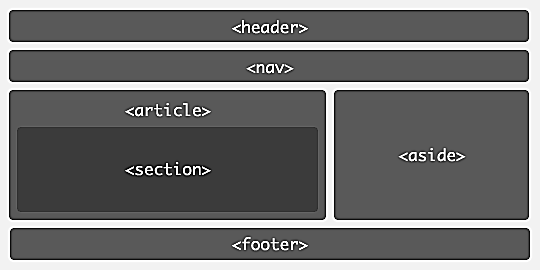 <header>
<nav>
<article>
<section>
<aside>
<footer>